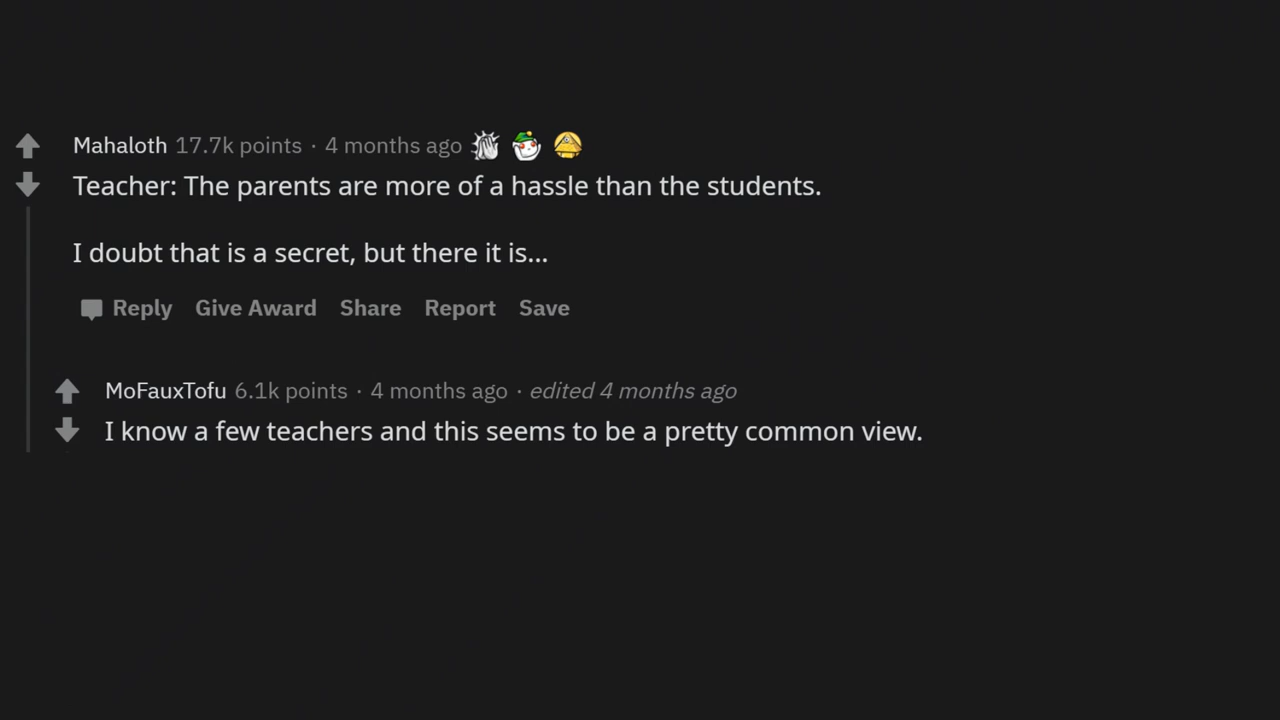 Mahaloth 17.7k points · 4 months ago
Teacher: The parents are more of a hassle than the students.
I doubt that is a secret, but there it is...
Reply Give Award Share Report Save
MoFauxTofu 6.1k points · 4 months ago · edited 4 months ago
I know a few teachers and this seems to be a pretty common view.